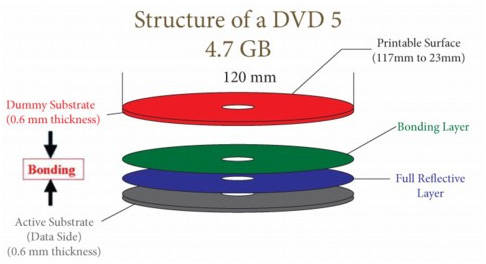 Structure of a DVD 5
4.7 GB
120 mm
Printable Surface
(117mm to 23mm)
Dummy Substrate
(0.6 mm thickness)
Bonding Layer
Bonding
Full Reflective
Layer
Active Substrate
(Data Side)
(0.6 mm thickness)